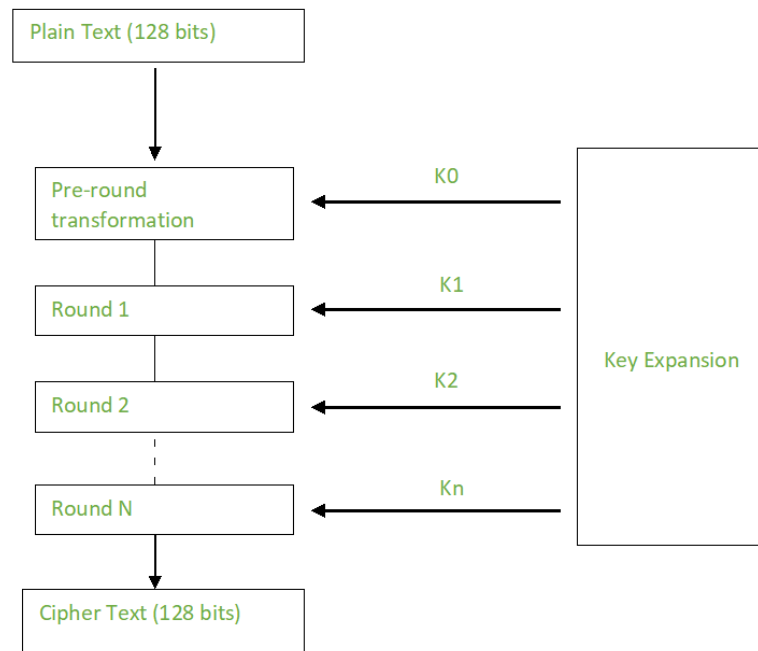 Plain Text (128 bits)
Pre-round
transformation
K0
Round 1
K1
Key Expansion
Round 2
K2
Round N
Kn
Cipher Text (128 bits)